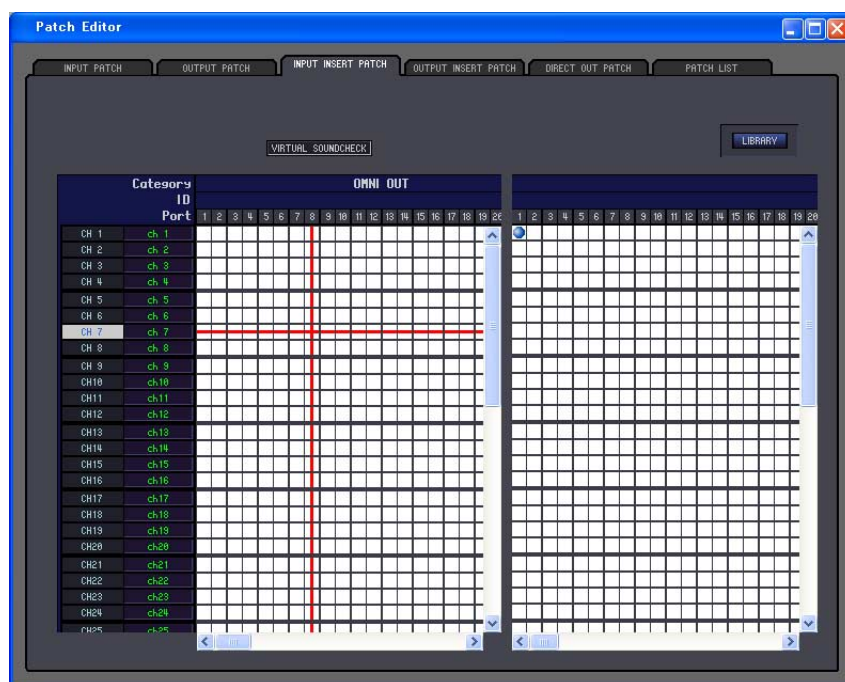 Patch Editor
INPUT PATCH OUTPUT PATCH INPUT INSERT PATCH OUTPUT INSERT PATCH DIRECT OUT PATCH PATCH LIST
VIRTUAL SOUNDCHECK
LIBRARY
Category OMNI OUT
ID
Port 1 2 3 4 5 6 7 8 9 10 11 12 13 14 15 16 17 18 19 20 1 2 3 4 5 6 7 8 9 10 11 12 13 14 15 16 17 18 19 20
CH 1 ch 1
CH 2 ch 2
CH 3 ch 3
CH 4 ch 4
CH 5 ch 5
CH 6 ch 6
CH 7 ch 7
CH 8 ch 8
CH 9 ch 9
CH10 ch10
CH11 ch11
CH12 ch12
CH13 ch13
CH14 ch14
CH15 ch15
CH16 ch16
CH17 ch17
CH18 ch18
CH19 ch19
CH20 ch20
CH21 ch21
CH22 ch22
CH23 ch23
CH24 ch24
CH25 ch25